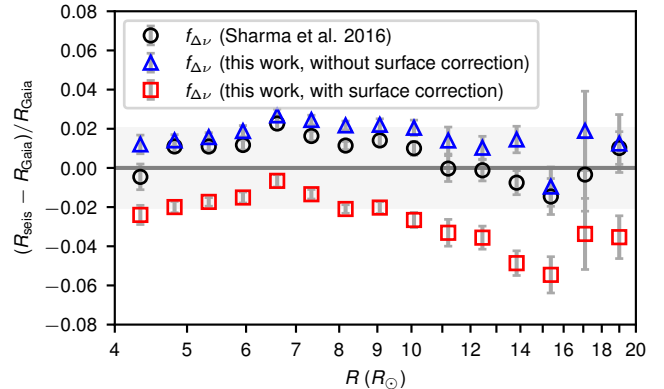 0.08
0.06
0.04
0.02
0.00
−0.02
−0.04
−0.06
−0.08
(R_seis − R_Gaia)/R_Gaia
f_Δν (Sharma et al. 2016)
f_Δν (this work, without surface correction)
f_Δν (this work, with surface correction)
4 5 6 7 8 9 10 12 14 16 18 20
R (R_⊙)